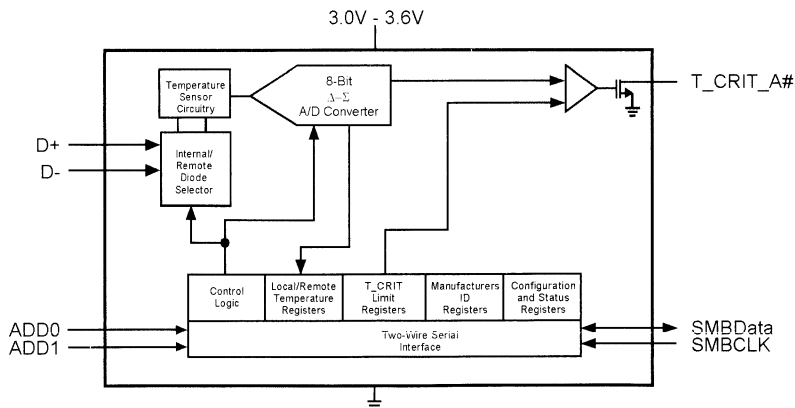 3.0V - 3.6V
Temperature
Sensor
Circuitry
8-Bit
Δ-Σ
A/D Converter
T_CRIT_A#
D+
D-
Internal/
Remote
Diode
Selector
Control
Logic
Local/Remote
Temperature
Registers
T_CRIT
Limit
Registers
Manufacturers
ID
Registers
Configuration
and Status
Registers
ADD0
ADD1
Two-Wire Serial
Interface
SMBData
SMBCLK